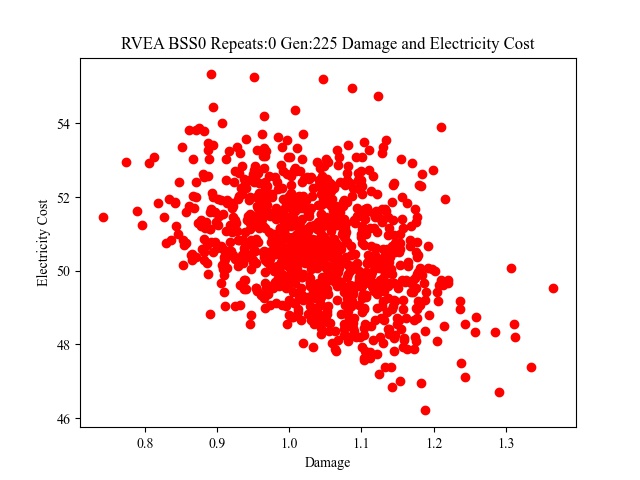 RVEA BSS0 Repeats:0 Gen:225 Damage and Electricity Cost
Electricity Cost
54
52
50
48
46
0.8 0.9 1.0 1.1 1.2 1.3
Damage